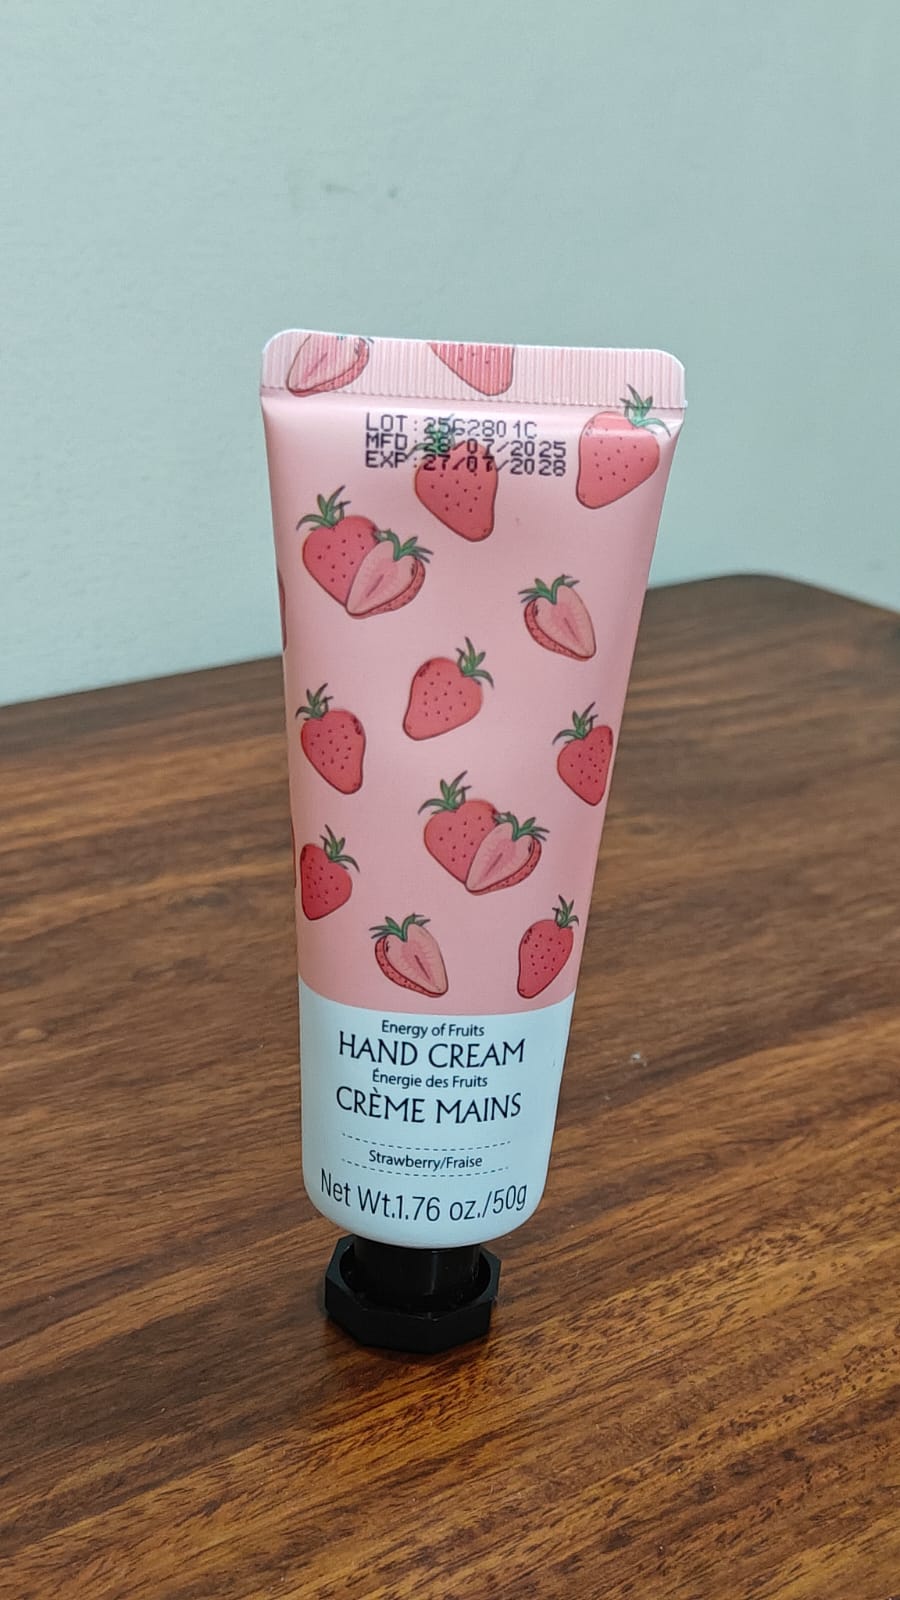 LOT:25G2801C
MFD:28/07/2025
EXP:27/07/2028
Energy of Fruits
HAND CREAM
Énergie des Fruits
CRÈME MAINS
Strawberry/Fraise
Net Wt.1.76 oz./50g